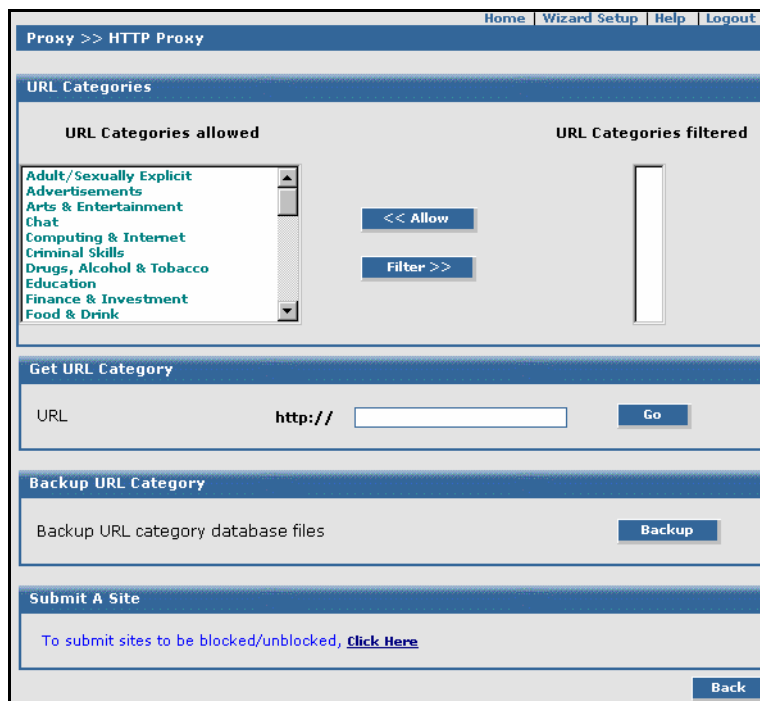 Home | Wizard Setup | Help | Logout
Proxy >> HTTP Proxy
URL Categories
URL Categories allowed
URL Categories filtered
Adult/Sexually Explicit
Advertisements
Arts & Entertainment
Chat
Computing & Internet
Criminal Skills
Drugs, Alcohol & Tobacco
Education
Finance & Investment
Food & Drink
<< Allow
Filter >>
Get URL Category
URL http:// Go
Backup URL Category
Backup URL category database files Backup
Submit A Site
To submit sites to be blocked/unblocked, Click Here
Back